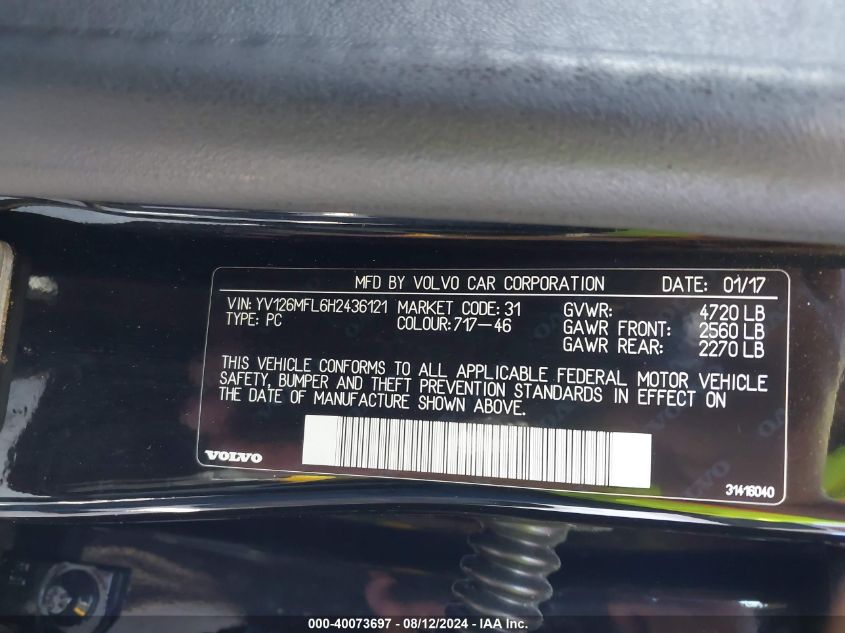 MFD BY VOLVO CAR CORPORATION DATE: 01/17
VIN: YV126MFL6H2436121 MARKET CODE: 31 GVWR: 4720 LB
TYPE: PC COLOUR: 717-46 GAWR FRONT: 2560 LB
GAWR REAR: 2270 LB
THIS VEHICLE CONFORMS TO ALL APPLICABLE FEDERAL MOTOR VEHICLE
SAFETY, BUMPER AND THEFT PREVENTION STANDARDS IN EFFECT ON
THE DATE OF MANUFACTURE SHOWN ABOVE.
VOLVO
31416040
000-40073697 - 08/12/2024 - IAA Inc.